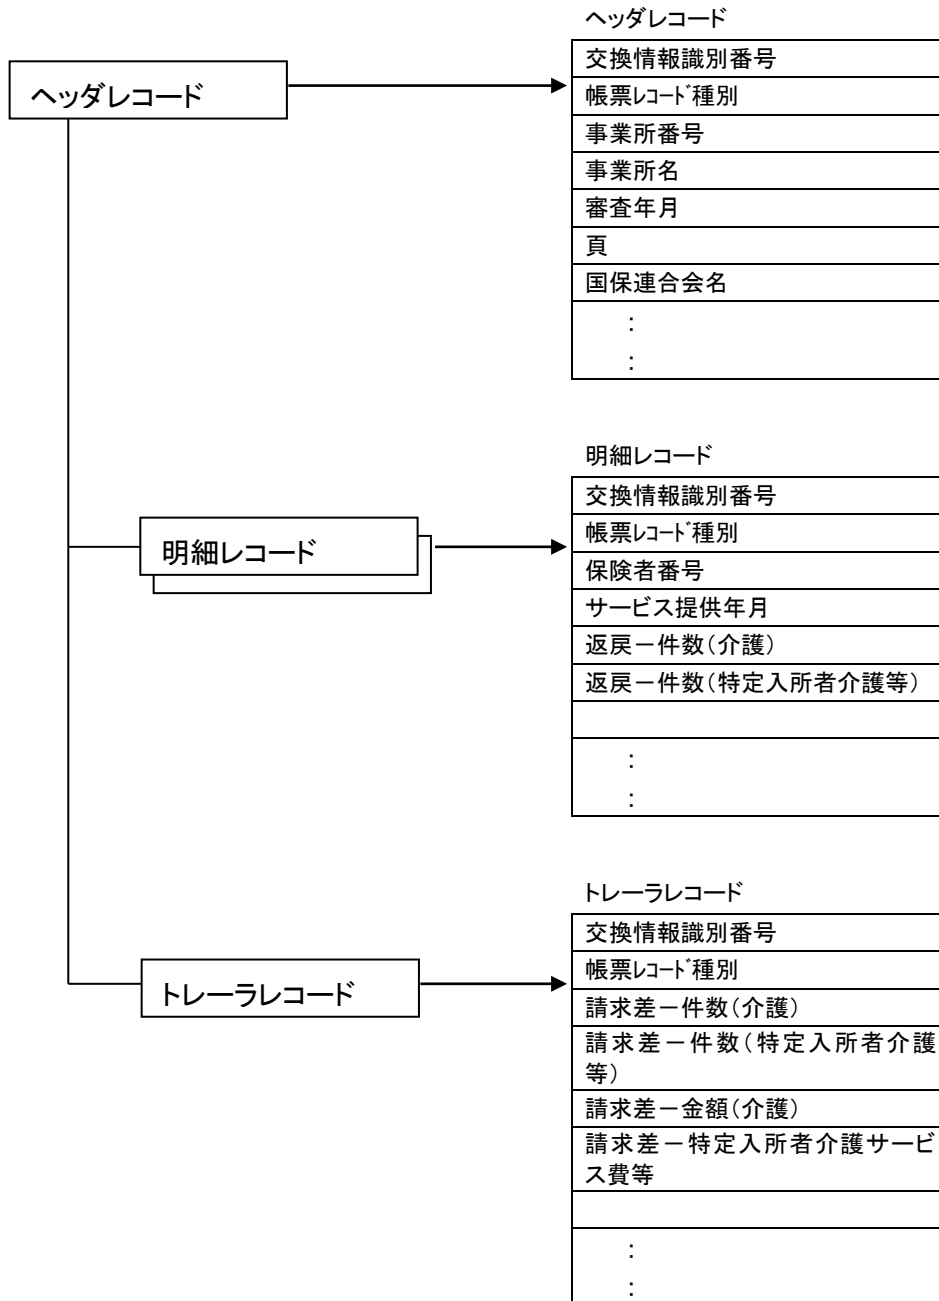 ヘッダレコード
ヘッダレコード
交換情報識別番号
帳票ﾚｺｰﾄﾞ種別
事業所番号
事業所名
審査年月
頁
国保連合会名
：
：
明細レコード
明細レコード
交換情報識別番号
帳票ﾚｺｰﾄﾞ種別
保険者番号
サービス提供年月
返戻－件数（介護）
返戻－件数（特定入所者介護等）
：
：
トレーラレコード
トレーラレコード
交換情報識別番号
帳票ﾚｺｰﾄﾞ種別
請求差－件数（介護）
請求差－件数（特定入所者介護
等）
請求差－金額（介護）
請求差－特定入所者介護サービ
ス費等
：
：